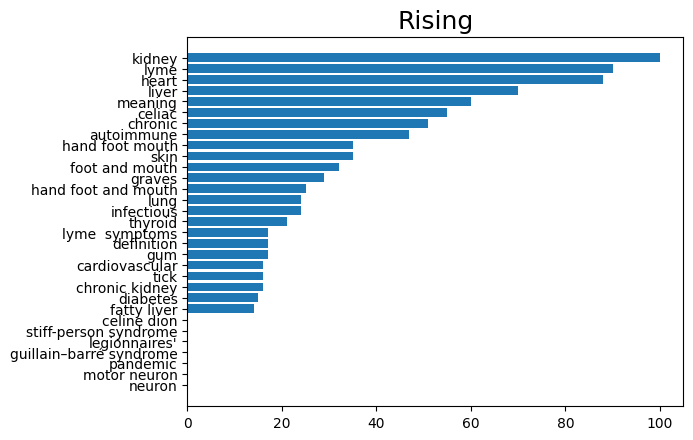 Rising
kidney
lyme
heart
liver
meaning
celiac
chronic
autoimmune
hand foot mouth
skin
foot and mouth
graves
hand foot and mouth
lung
infectious
thyroid
lyme  symptoms
definition
gum
cardiovascular
tick
chronic kidney
diabetes
fatty liver
celine dion
stiff-person syndrome
legionnaires'
guillain–barré syndrome
pandemic
motor neuron
neuron
0 20 40 60 80 100